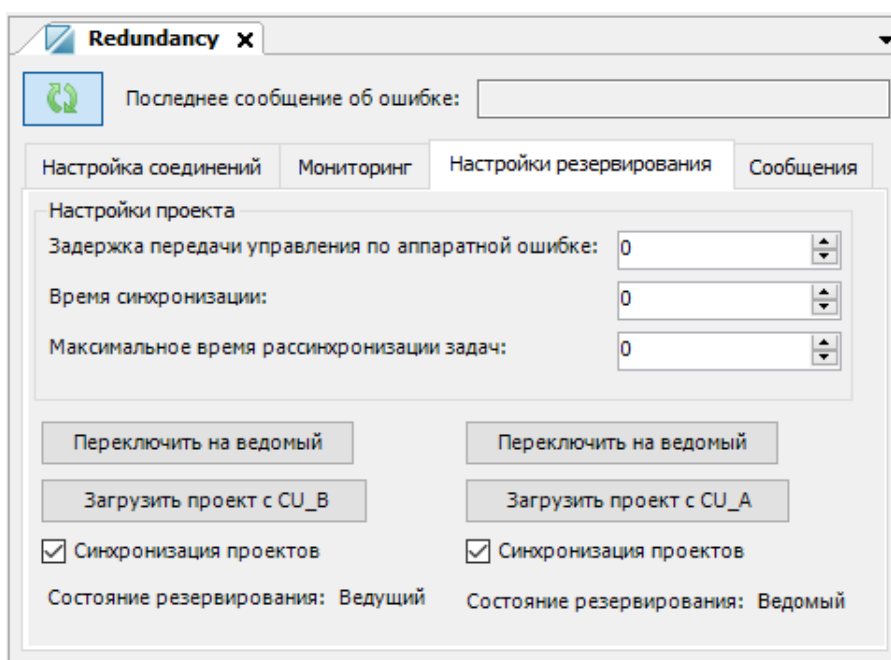 Redundancy
Последнее сообщение об ошибке:
Настройка соединений Мониторинг Настройки резервирования Сообщения
Настройки проекта
Задержка передачи управления по аппаратной ошибке: 0
Время синхронизации: 0
Максимальное время рассинхронизации задач: 0
Переключить на ведомый Переключить на ведомый
Загрузить проект с CU_B Загрузить проект с CU_A
Синхронизация проектов Синхронизация проектов
Состояние резервирования: Ведущий Состояние резервирования: Ведомый